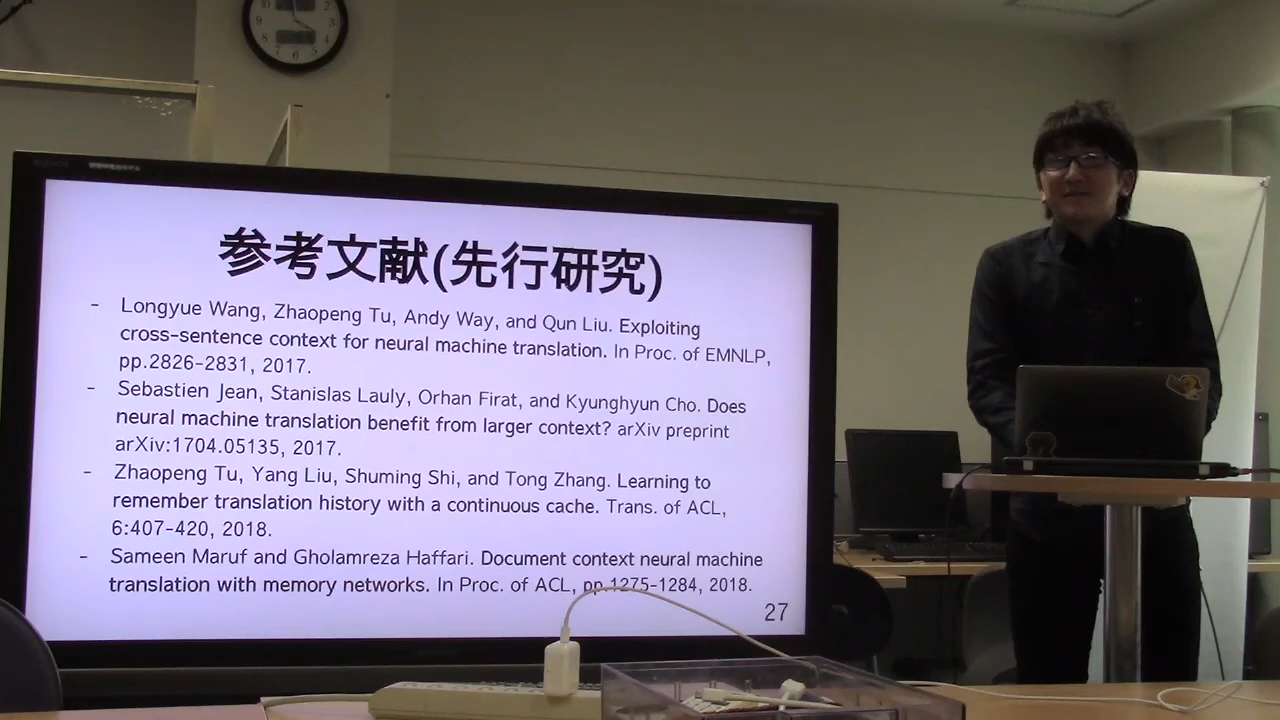 参考文献(先行研究)
- Longyue Wang, Zhaopeng Tu, Andy Way, and Qun Liu. Exploiting
cross-sentence context for neural machine translation. In Proc. of EMNLP,
pp.2826-2831, 2017.
- Sebastien Jean, Stanislas Lauly, Orhan Firat, and Kyunghyun Cho. Does
neural machine translation benefit from larger context? arXiv preprint
arXiv:1704.05135, 2017.
- Zhaopeng Tu, Yang Liu, Shuming Shi, and Tong Zhang. Learning to
remember translation history with a continuous cache. Trans. of ACL,
6:407-420, 2018.
- Sameen Maruf and Gholamreza Haffari. Document context neural machine
translation with memory networks. In Proc. of ACL, pp.1275-1284, 2018.
27